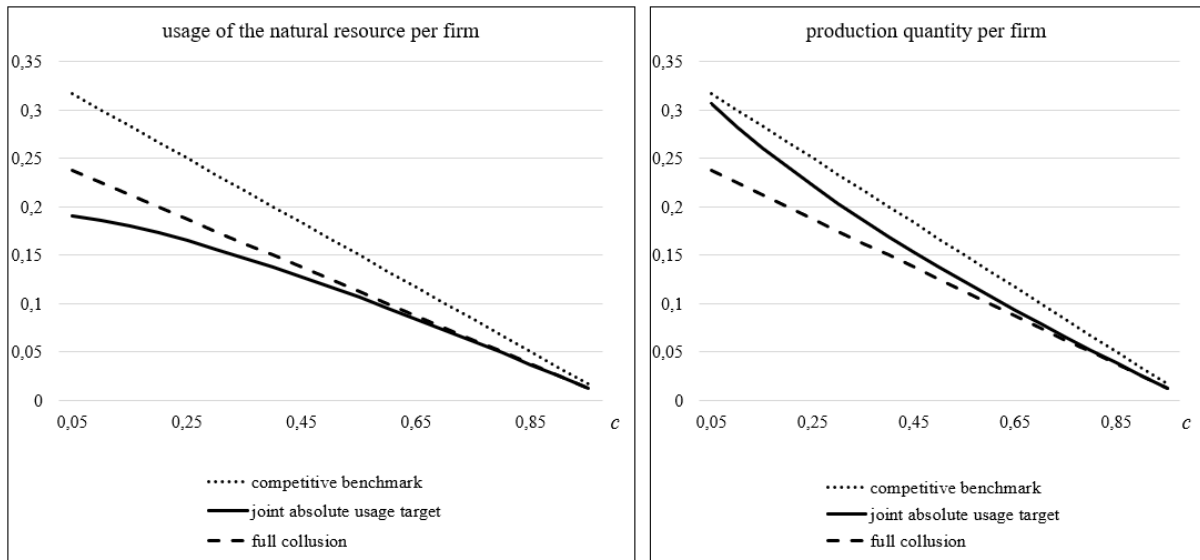 usage of the natural resource per firm
0,35
0,3
0,25
0,2
0,15
0,1
0,05
0
0,05 0,25 0,45 0,65 0,85 c
competitive benchmark
joint absolute usage target
full collusion
production quantity per firm
0,35
0,3
0,25
0,2
0,15
0,1
0,05
0
0,05 0,25 0,45 0,65 0,85 c
competitive benchmark
joint absolute usage target
full collusion